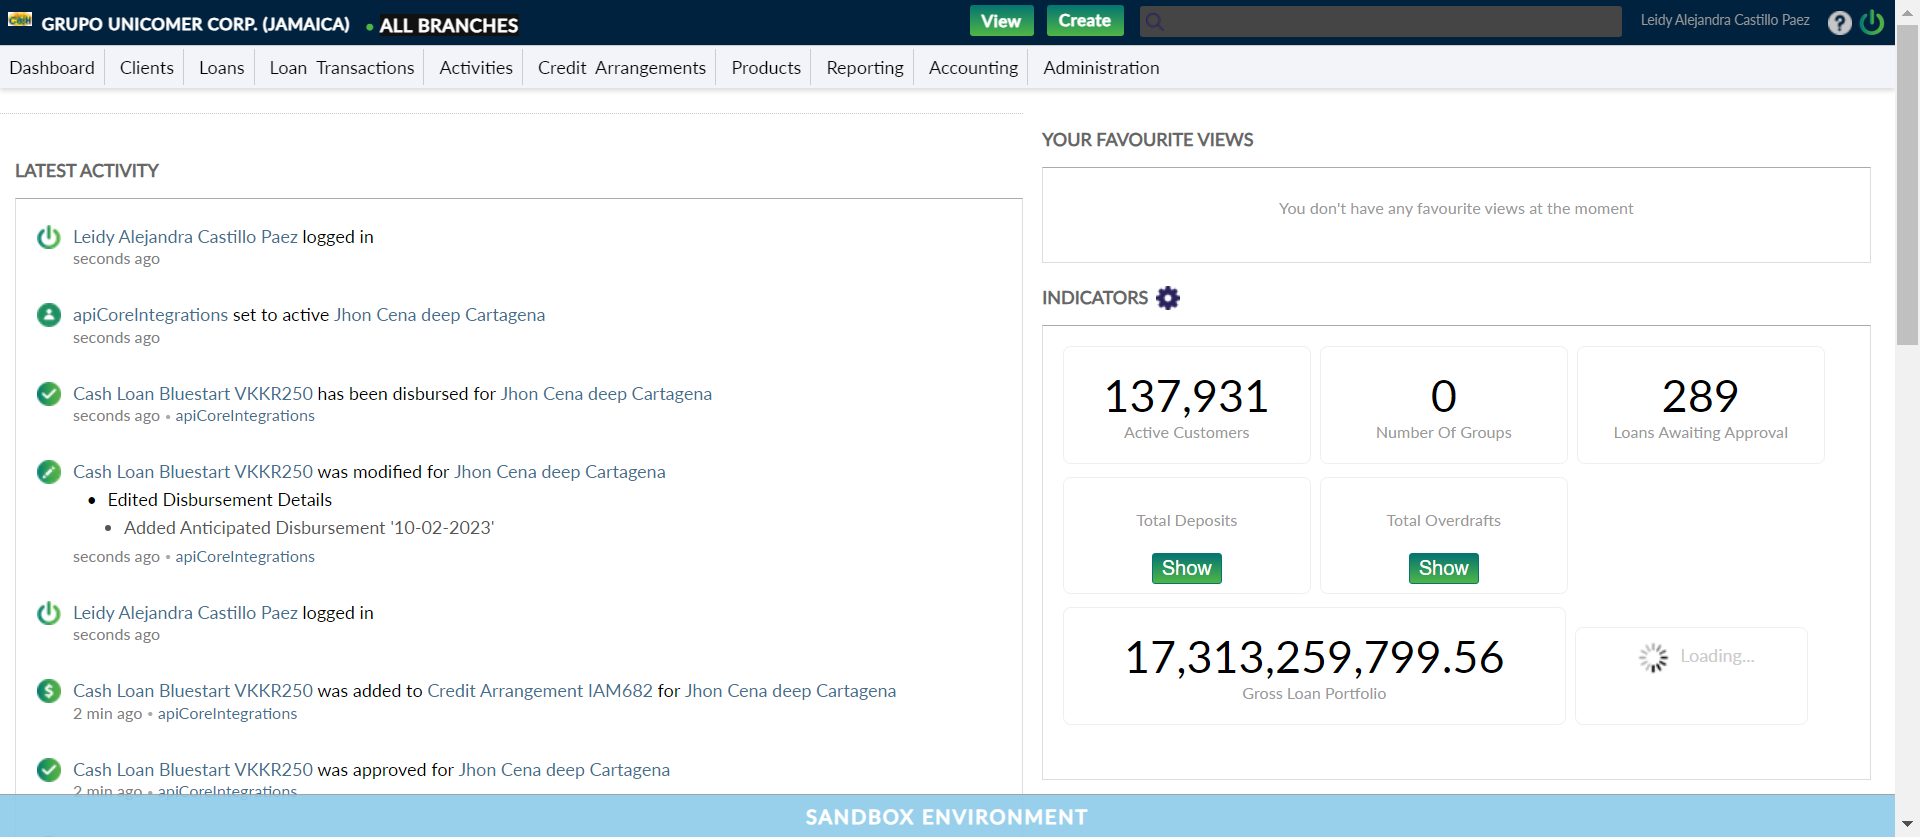 Cash
GRUPO UNICOMER CORP. (JAMAICA) • ALL BRANCHES
View
Create
Leidy Alejandra Castillo Paez
?
Dashboard
Clients
Loans
Loan Transactions
Activities
Credit Arrangements
Products
Reporting
Accounting
Administration
LATEST ACTIVITY
Leidy Alejandra Castillo Paez logged in
seconds ago
apiCoreIntegrations set to active Jhon Cena deep Cartagena
seconds ago
Cash Loan Bluestart VKKR250 has been disbursed for Jhon Cena deep Cartagena
seconds ago • apiCoreIntegrations
Cash Loan Bluestart VKKR250 was modified for Jhon Cena deep Cartagena
• Edited Disbursement Details
• Added Anticipated Disbursement '10-02-2023'
seconds ago • apiCoreIntegrations
Leidy Alejandra Castillo Paez logged in
seconds ago
Cash Loan Bluestart VKKR250 was added to Credit Arrangement IAM682 for Jhon Cena deep Cartagena
2 min ago • apiCoreIntegrations
Cash Loan Bluestart VKKR250 was approved for Jhon Cena deep Cartagena
2 min ago • apiCoreIntegrations
YOUR FAVOURITE VIEWS
You don't have any favourite views at the moment
INDICATORS
137,931
Active Customers
0
Number Of Groups
289
Loans Awaiting Approval
Total Deposits
Show
Total Overdrafts
Show
17,313,259,799.56
Gross Loan Portfolio
Loading...
SANDBOX ENVIRONMENT